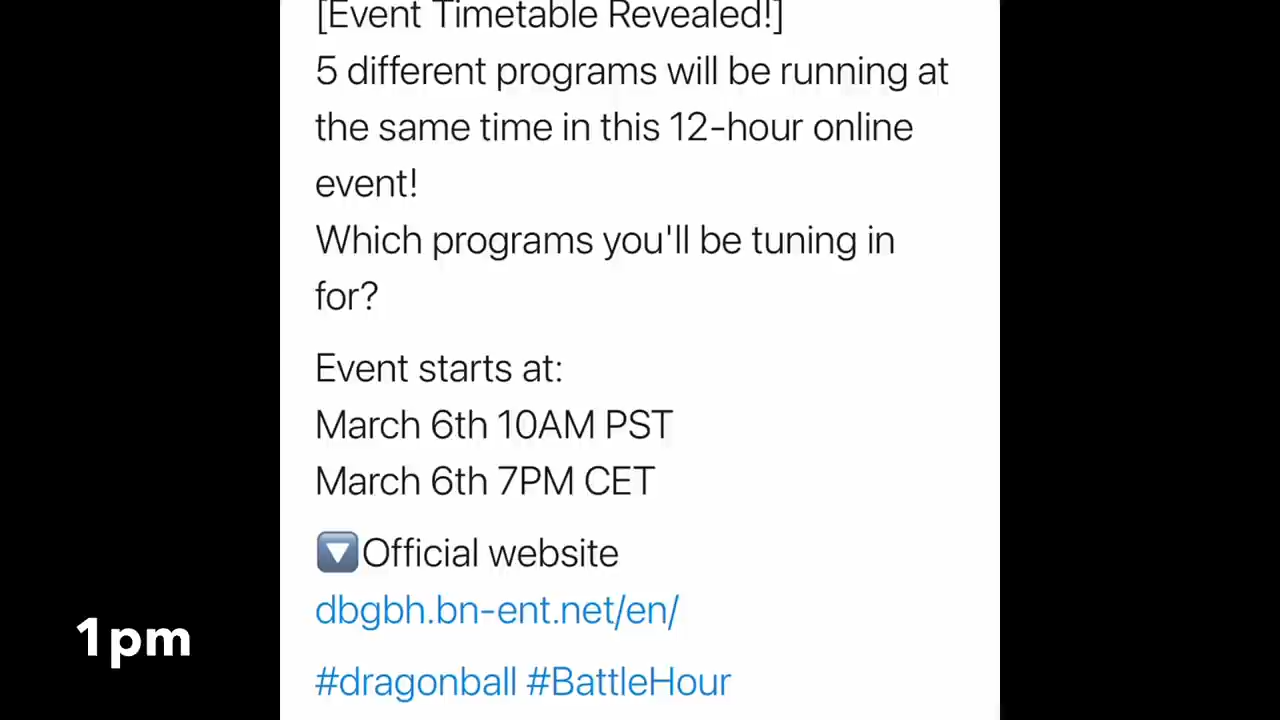 [Event Timetable Revealed!]
5 different programs will be running at
the same time in this 12-hour online
event!
Which programs you'll be tuning in
for?
Event starts at:
March 6th 10AM PST
March 6th 7PM CET
🔽Official website
dbgbh.bn-ent.net/en/
#dragonball #BattleHour
1pm